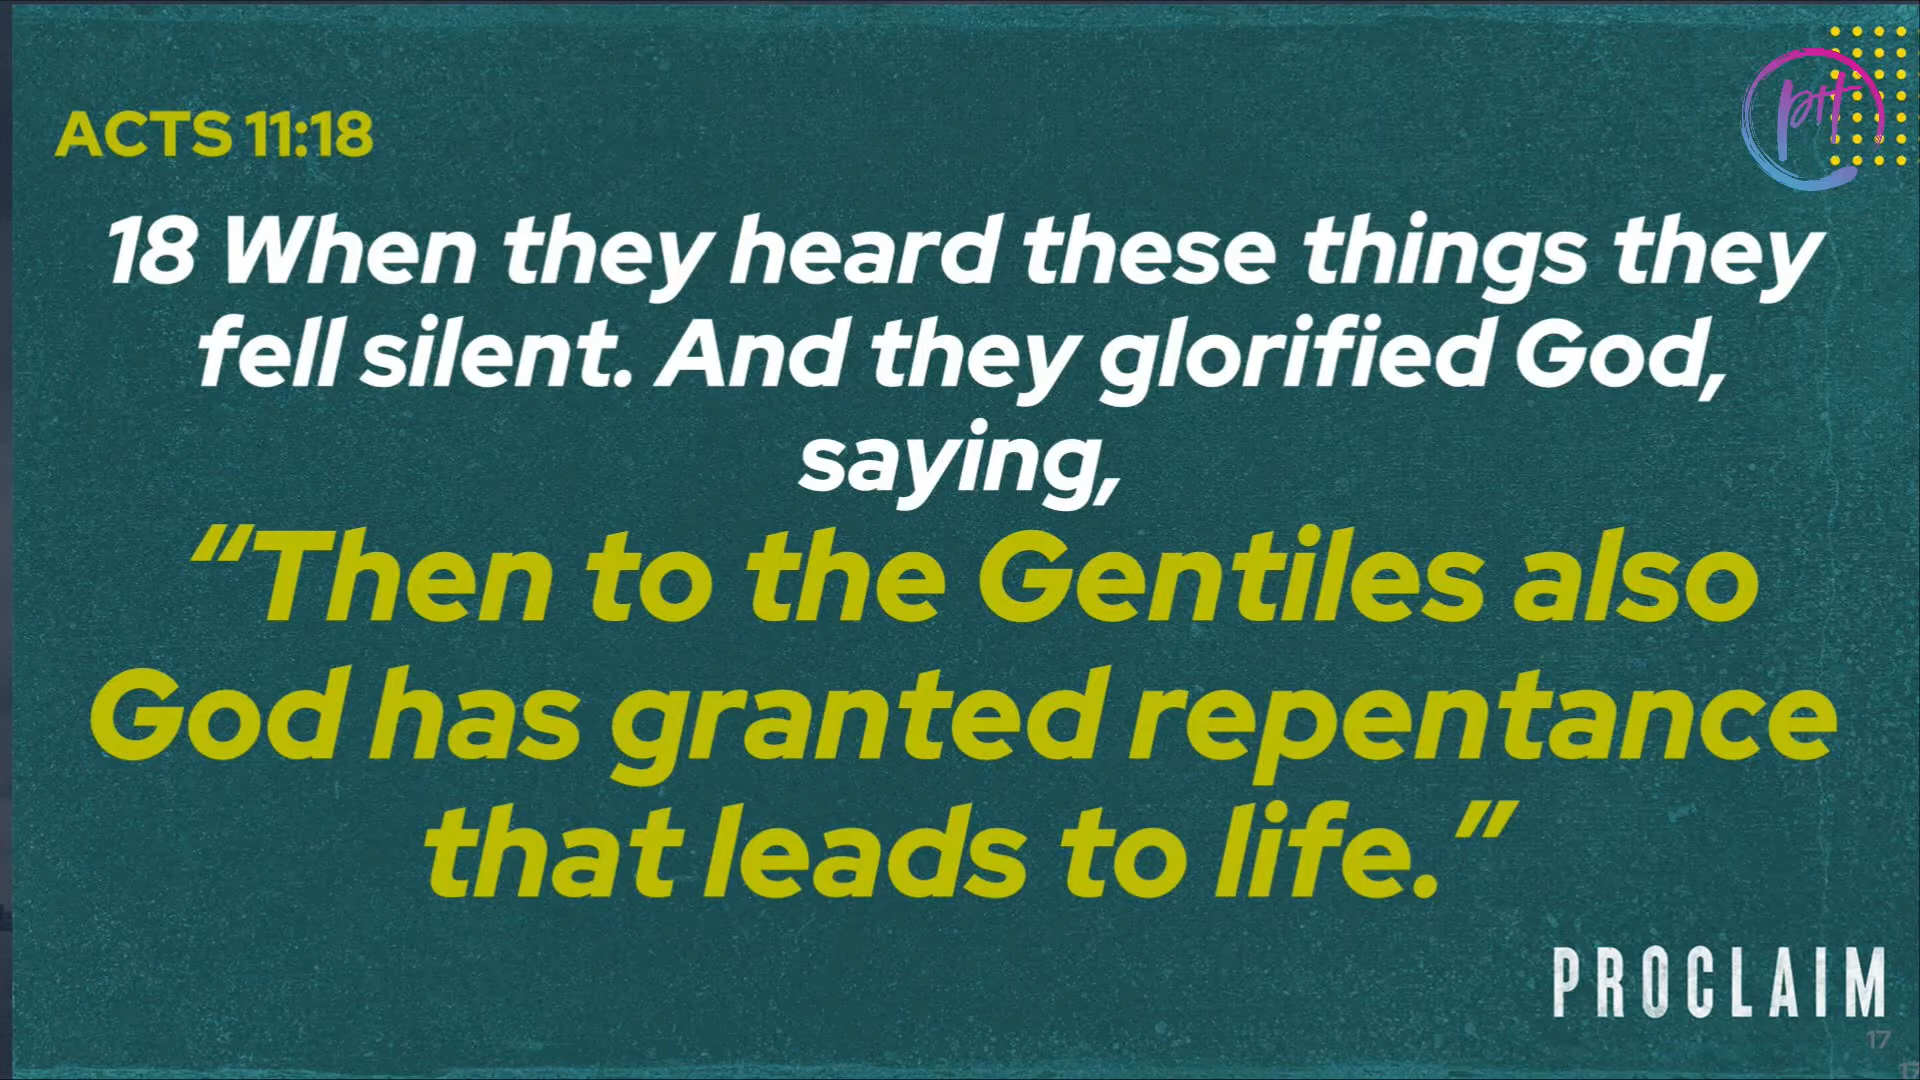 ACTS 11:18
18 When they heard these things they
fell silent. And they glorified God,
saying,
“Then to the Gentiles also
God has granted repentance
that leads to life.”
PROCLAIM
17
17